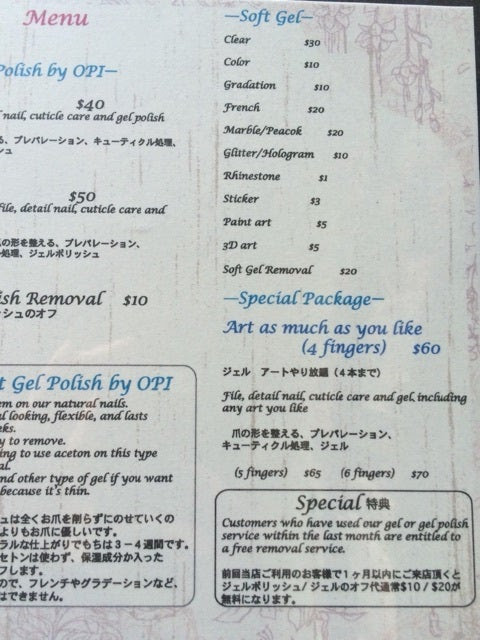 Menu
Polish by OPI—
$40
nail, cuticle care and gel polish
る、プレパレーション、キューティクル処理、
シュ
$50
file, detail nail, cuticle care and
爪の形を整える、プレパレーション、
処理、ジェルポリッシュ
ish Removal $10
ッシュのオフ
t Gel Polish by OPI
em on our natural nails.
l looking, flexible, and lasts
eks.
y to remove.
ing to use aceton on this type
al.
nd other type of gel if you want
because it's thin.
ュは全くお爪を削らずにのせていくの
よりもお爪に優しいです。
ラルな仕上がりでもちは３－４週間です。
セトンは使わず、保湿成分か入った
フします。
ので、フレンチやグラデーションなど、
はできません。
—Soft Gel—
Clear $30
Color $10
Gradation $10
French $20
Marble/Peacok $20
Glitter/Hologram $10
Rhinestone $1
Sticker $3
Paint art $5
3D art $5
Soft Gel Removal $20
—Special Package—
Art as much as you like
(4 fingers) $60
ジェル アートやり放題（４本まで）
File, detail nail, cuticle care and gel, including
any art you like
爪の形を整える、プレパレーション、
キューティクル処理、ジェル
(5 fingers) $65 (6 fingers) $70
Special 特典
Customers who have used our gel or gel polish
service within the last month are entitled to
a free removal service.
前回当店ご利用のお客様で１ヶ月以内にご来店頂くと
ジェルポリッシュ/ ジェルのオフ代通常$10 / $20が
無料になります。